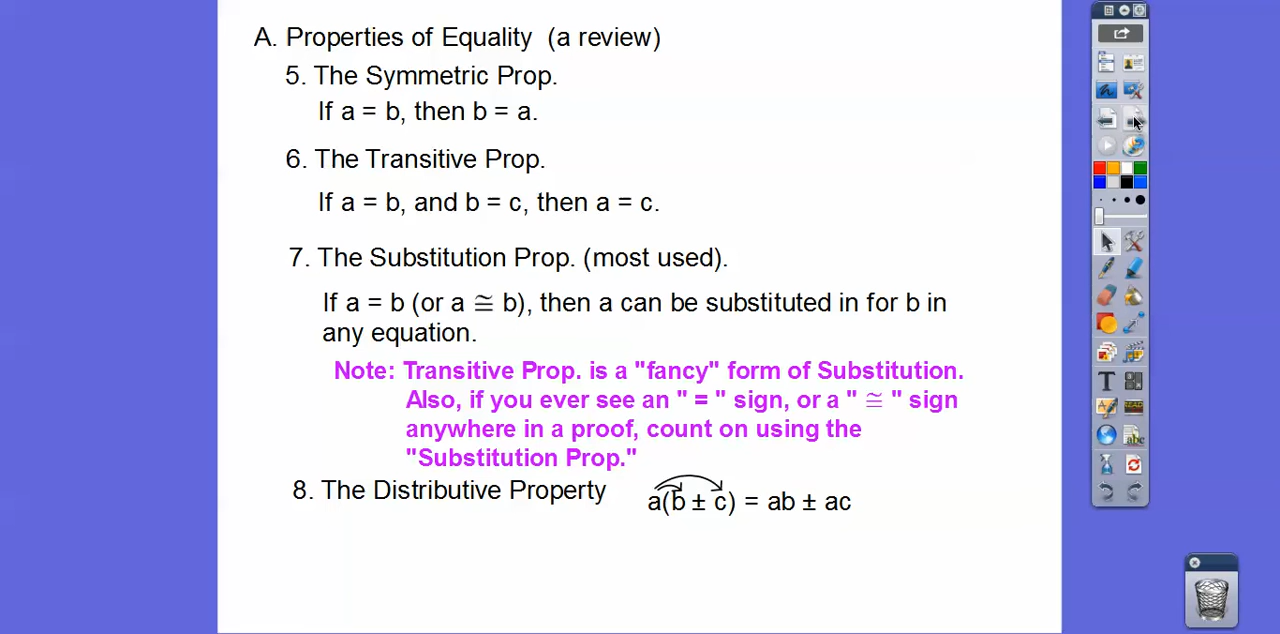 A. Properties of Equality  (a review)
5. The Symmetric Prop.
If a = b, then b = a.
6. The Transitive Prop.
If a = b, and b = c, then a = c.
7. The Substitution Prop. (most used).
If a = b (or a ≅ b), then a can be substituted in for b in
any equation.
Note: Transitive Prop. is a "fancy" form of Substitution.
Also, if you ever see an " = " sign, or a " ≅ " sign
anywhere in a proof, count on using the
"Substitution Prop."
8. The Distributive Property    a(b ± c) = ab ± ac